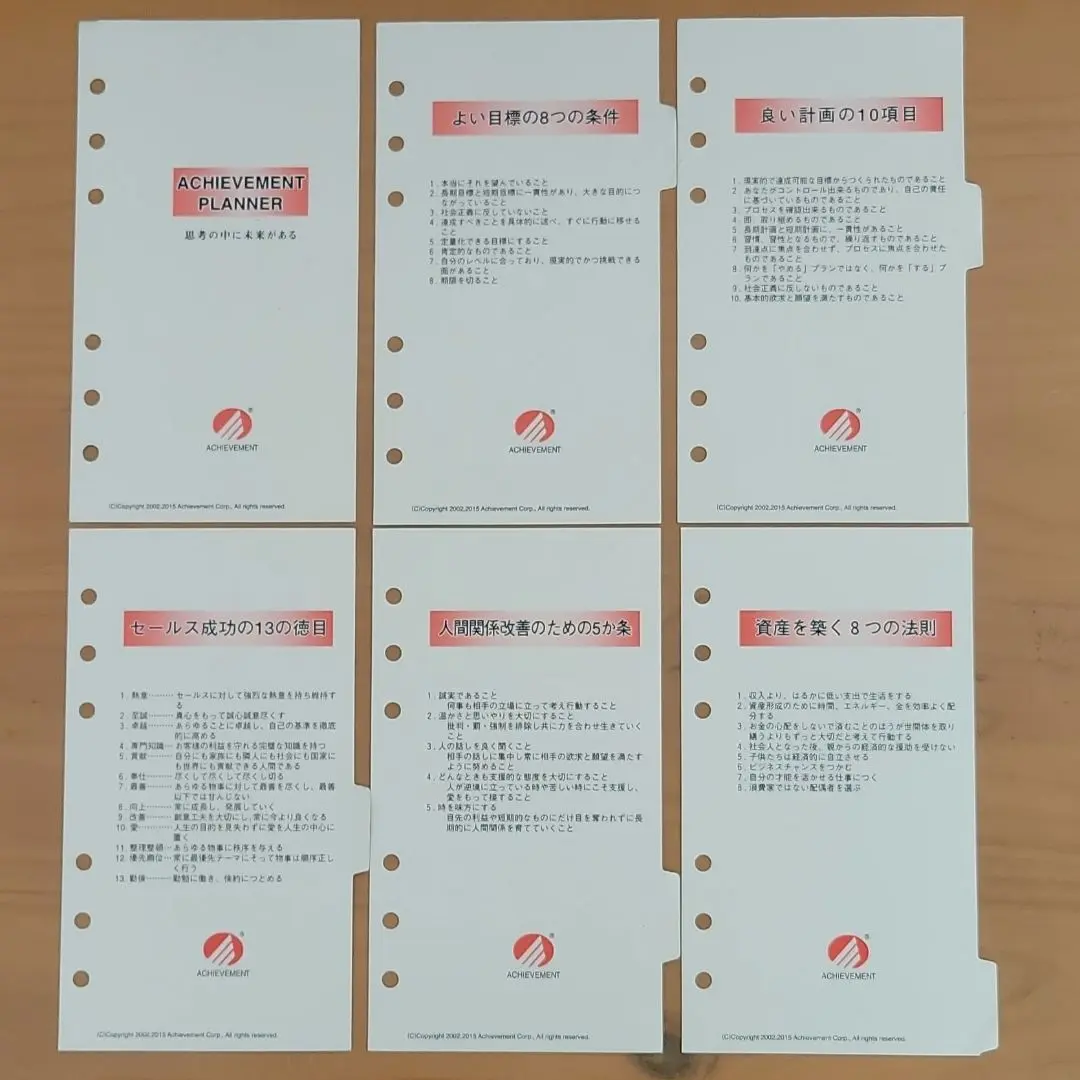 ACHIEVEMENT
PLANNER
思考の中に未来がある
®
ACHIEVEMENT
(C)Copyright 2002,2015 Achievement Corp., All rights reserved.
よい目標の8つの条件
1. 本当にそれを望んでいること
2. 長期目標と短期目標に一貫性があり、大きな目的につ
ながっていること
3. 社会正義に反していないこと
4. 達成すべきことを具体的に述べ、すぐに行動に移せる
こと
5. 定量化できる目標にすること
6. 肯定的なものであること
7. 自分のレベルに合っており、現実的でかつ挑戦できる
面があること
8. 期限を切ること
®
ACHIEVEMENT
(C)Copyright 2002,2015 Achievement Corp., All rights reserved.
良い計画の10項目
1. 現実的で達成可能な目標からつくられたものであること
2. あなたがコントロール出来るものであり、自己の責任
に基づいているものであること
3. プロセスを確認出来るものであること
4. 即、取り組めるものであること
5. 長期計画と短期計画に、一貫性があること
6. 習慣、習性となるもので、繰り返すものであること
7. 到達点に焦点を合わせず、プロセスに焦点を合わせた
ものであること
8. 何かを「やめる」プランではなく、何かを「する」プ
ランであること
9. 社会正義に反しないものであること
10. 基本的欲求と願望を満たすものであること
®
ACHIEVEMENT
(C)Copyright 2002,2015 Achievement Corp., All rights reserved.
セールス成功の13の徳目
1. 熱意……… セールスに対して強烈な熱意を持ち維持す
る
2. 至誠……… 真心をもって誠心誠意尽くす
3. 卓越……… あらゆることに卓越し、自己の基準を徹底
的に高める
4. 専門知識… お客様の利益を守れる完璧な知識を持つ
5. 貢献……… 自分にも家族にも隣人にも社会にも国家に
も世界にも貢献できる人間である
6. 奉仕……… 尽くして尽くして尽くし切る
7. 最善……… あらゆる物事に対して最善を尽くし、最善
以下では甘んじない
8. 向上……… 常に成長し、発展していく
9. 改善……… 創意工夫を大切にし、常に今より良くなる
10. 愛………… 人生の目的を見失わずに愛を人生の中心に
置く
11. 整理整頓… あらゆる物事に秩序を与える
12. 優先順位… 常に最優先テーマにそって物事は順序正し
く行う
13. 勤倹……… 勤勉に働き、倹約につとめる
®
ACHIEVEMENT
(C)Copyright 2002,2015 Achievement Corp., All rights reserved.
人間関係改善のための5か条
1. 誠実であること
何事も相手の立場に立って考え行動すること
2. 温かさと思いやりを大切にすること
批判・罰・強制を排除し共に力を合わせ生きていく
こと
3. 人の話しを良く聞くこと
相手の話しに集中し常に相手の欲求と願望を満たす
ように努めること
4. どんなときも支援的な態度を大切にすること
人が逆境に立っている時や苦しい時にこそ支援し、
愛をもって接すること
5. 時を味方にする
目先の利益や短期的なものにだけ目を奪われずに長
期的に人間関係を育てていくこと
®
ACHIEVEMENT
(C)Copyright 2002,2015 Achievement Corp., All rights reserved.
資産を築く8つの法則
1. 収入より、はるかに低い支出で生活をする
2. 資産形成のために時間、エネルギー、金を効率よく配
分する
3. お金の心配をしないで済むことのほうが世間体を取り
繕うよりもずっと大切だと考えて行動する
4. 社会人となった後、親からの経済的な援助を受けない
5. 子供たちは経済的に自立させる
6. ビジネスチャンスをつかむ
7. 自分の才能を活かせる仕事につく
8. 浪費家ではない配偶者を選ぶ
®
ACHIEVEMENT
(C)Copyright 2002,2015 Achievement Corp., All rights reserved.